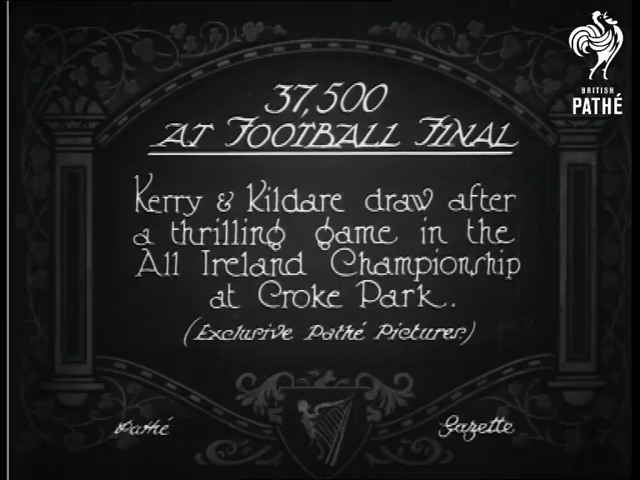 BRITISH
PATHÉ
37,500
AT FOOTBALL FINAL
Kerry & Kildare draw after
a thrilling game in the
All Ireland Championship
at Croke Park.
(Exclusive Pathé Pictures.)
Pathé
Gazette